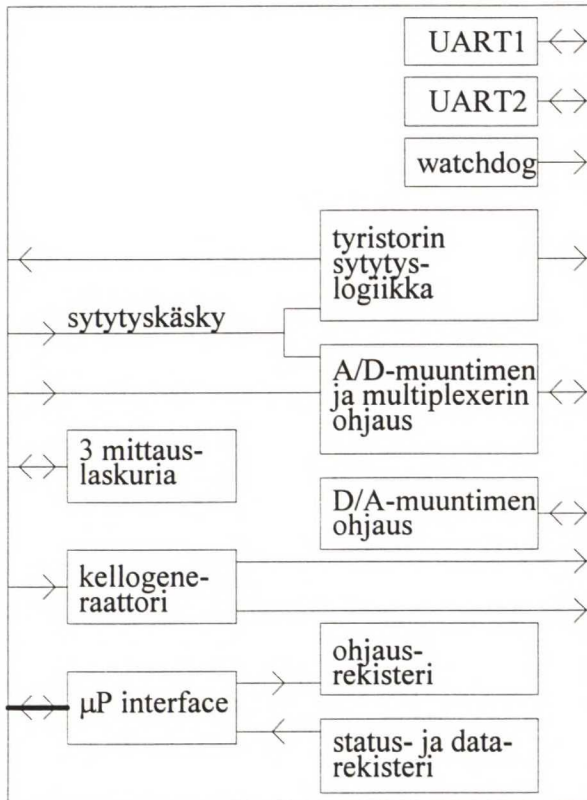 UART1
UART2
watchdog
tyristorin
sytytys-
logiikka
sytytyskäsky
A/D-muuntimen
ja multiplexerin
ohjaus
3 mittaus-
laskuria
D/A-muuntimen
ohjaus
kellogene-
raattori
ohjaus-
rekisteri
µP interface
status- ja data-
rekisteri